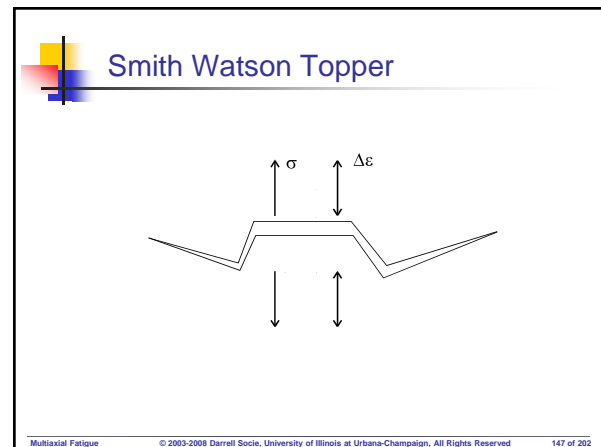 Smith Watson Topper
σ Δε
Multiaxial Fatigue © 2003-2008 Darrell Socie, University of Illinois at Urbana-Champaign, All Rights Reserved 147 of 202